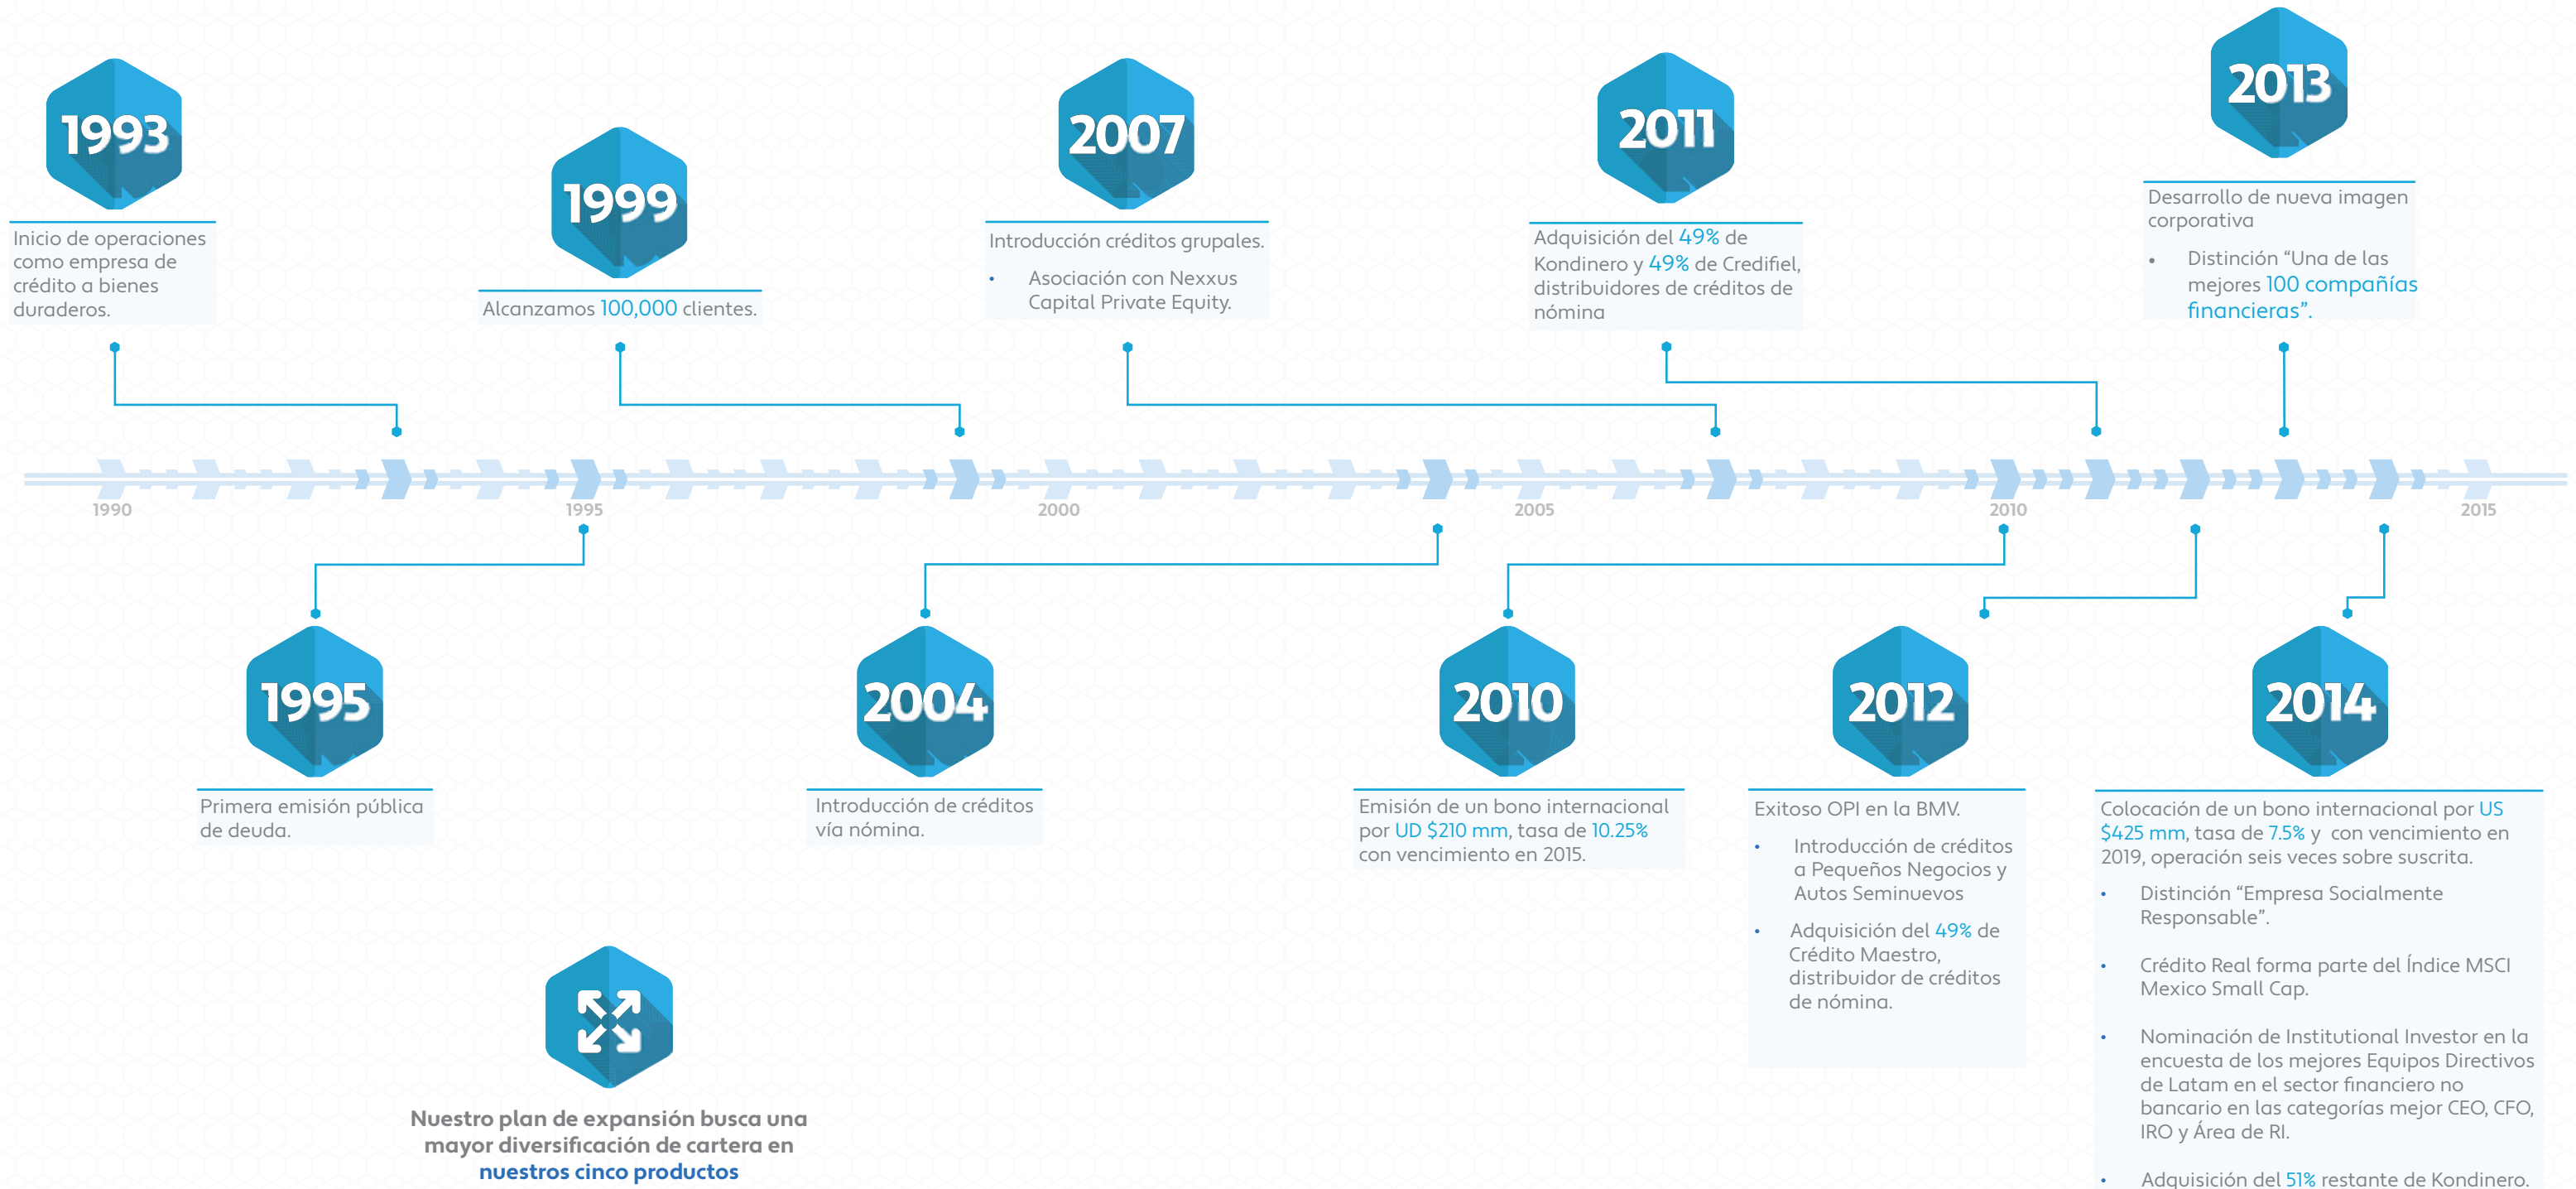 1993
Inicio de operaciones
como empresa de
crédito a bienes
duraderos.
1999
Alcanzamos 100,000 clientes.
2007
Introducción créditos grupales.
• Asociación con Nexxus
Capital Private Equity.
2011
Adquisición del 49% de
Kondinero y 49% de Credifiel,
distribuidores de créditos de
nómina
2013
Desarrollo de nueva imagen
corporativa
• Distinción “Una de las
mejores 100 compañías
financieras”.
1990
1995
2000
2005
2010
2015
1995
Primera emisión pública
de deuda.
2004
Introducción de créditos
vía nómina.
2010
Emisión de un bono internacional
por UD $210 mm, tasa de 10.25%
con vencimiento en 2015.
2012
Exitoso OPI en la BMV.
• Introducción de créditos
a Pequeños Negocios y
Autos Seminuevos
• Adquisición del 49% de
Crédito Maestro,
distribuidor de créditos
de nómina.
2014
Colocación de un bono internacional por US
$425 mm, tasa de 7.5% y con vencimiento en
2019, operación seis veces sobre suscrita.
• Distinción “Empresa Socialmente
Responsable”.
• Crédito Real forma parte del Índice MSCI
Mexico Small Cap.
• Nominación de Institutional Investor en la
encuesta de los mejores Equipos Directivos
de Latam en el sector financiero no
bancario en las categorías mejor CEO, CFO,
IRO y Área de RI.
• Adquisición del 51% restante de Kondinero.
Nuestro plan de expansión busca una
mayor diversificación de cartera en
nuestros cinco productos